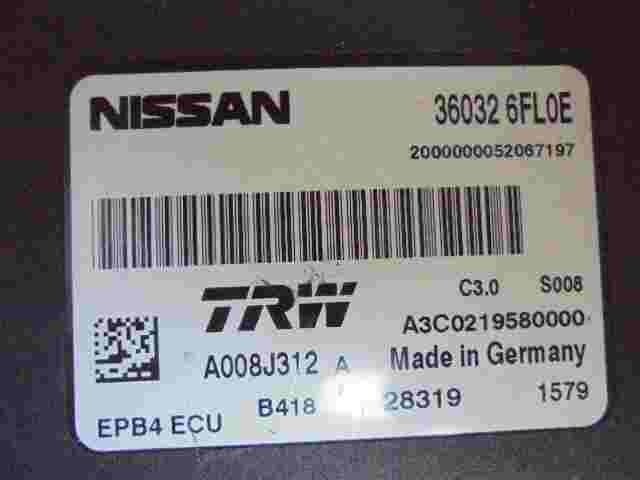 NISSAN 36032 6FL0E
2000000052067197
TRW C3.0 S008
A3C0219580000
A008J312 A Made in Germany
EPB4 ECU B418 28319 1579